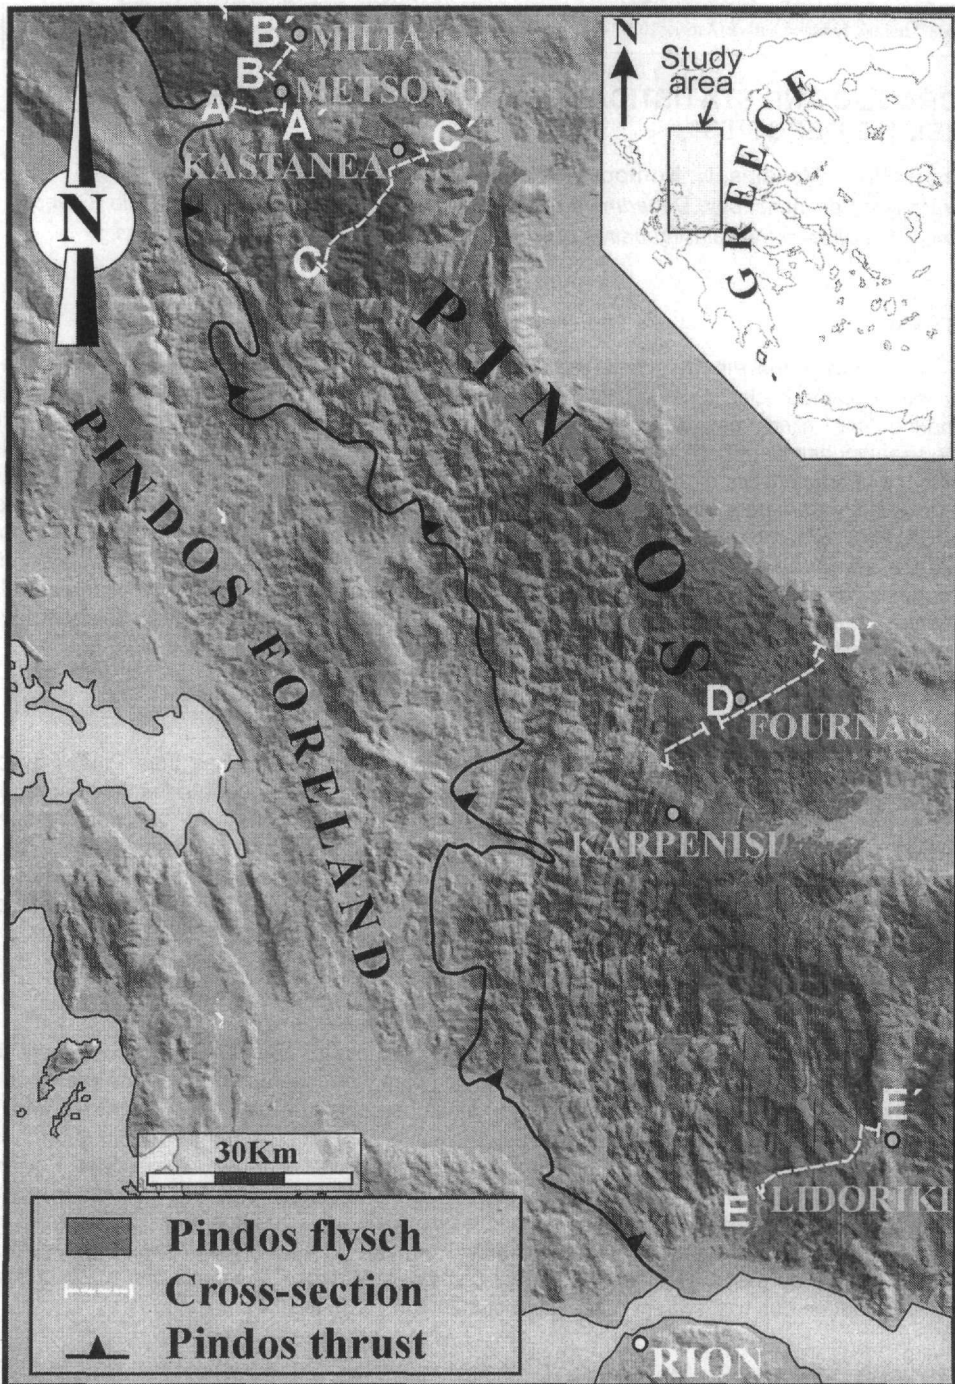 B´
MILIA
B
METSOVO
A
A´
C´
KASTANEA
C
N
N
Study
area
GREECE
PINDOS
PINDOS FORELAND
D´
D
FOURNAS
KARPENISI
E´
E
LIDORIKI
30Km
Pindos flysch
Cross-section
Pindos thrust
RION